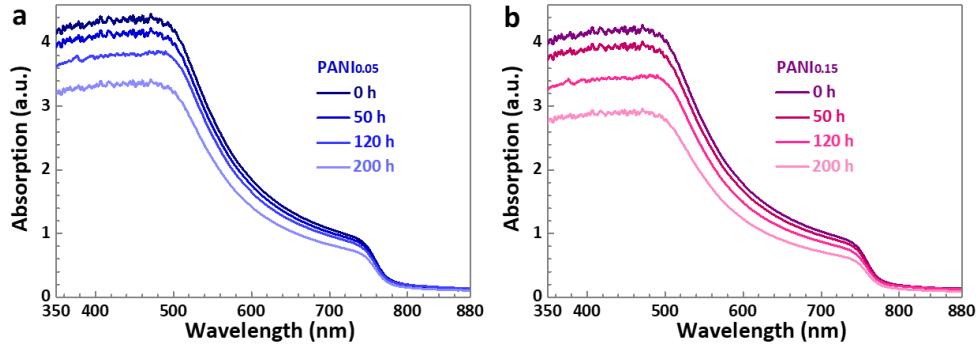 a
Absorption (a.u.)
4
3
2
1
0
350 400 500 600 700 800 880
Wavelength (nm)
PANI0.05
0 h
50 h
120 h
200 h
b
Absorption (a.u.)
4
3
2
1
0
350 400 500 600 700 800 880
Wavelength (nm)
PANI0.15
0 h
50 h
120 h
200 h